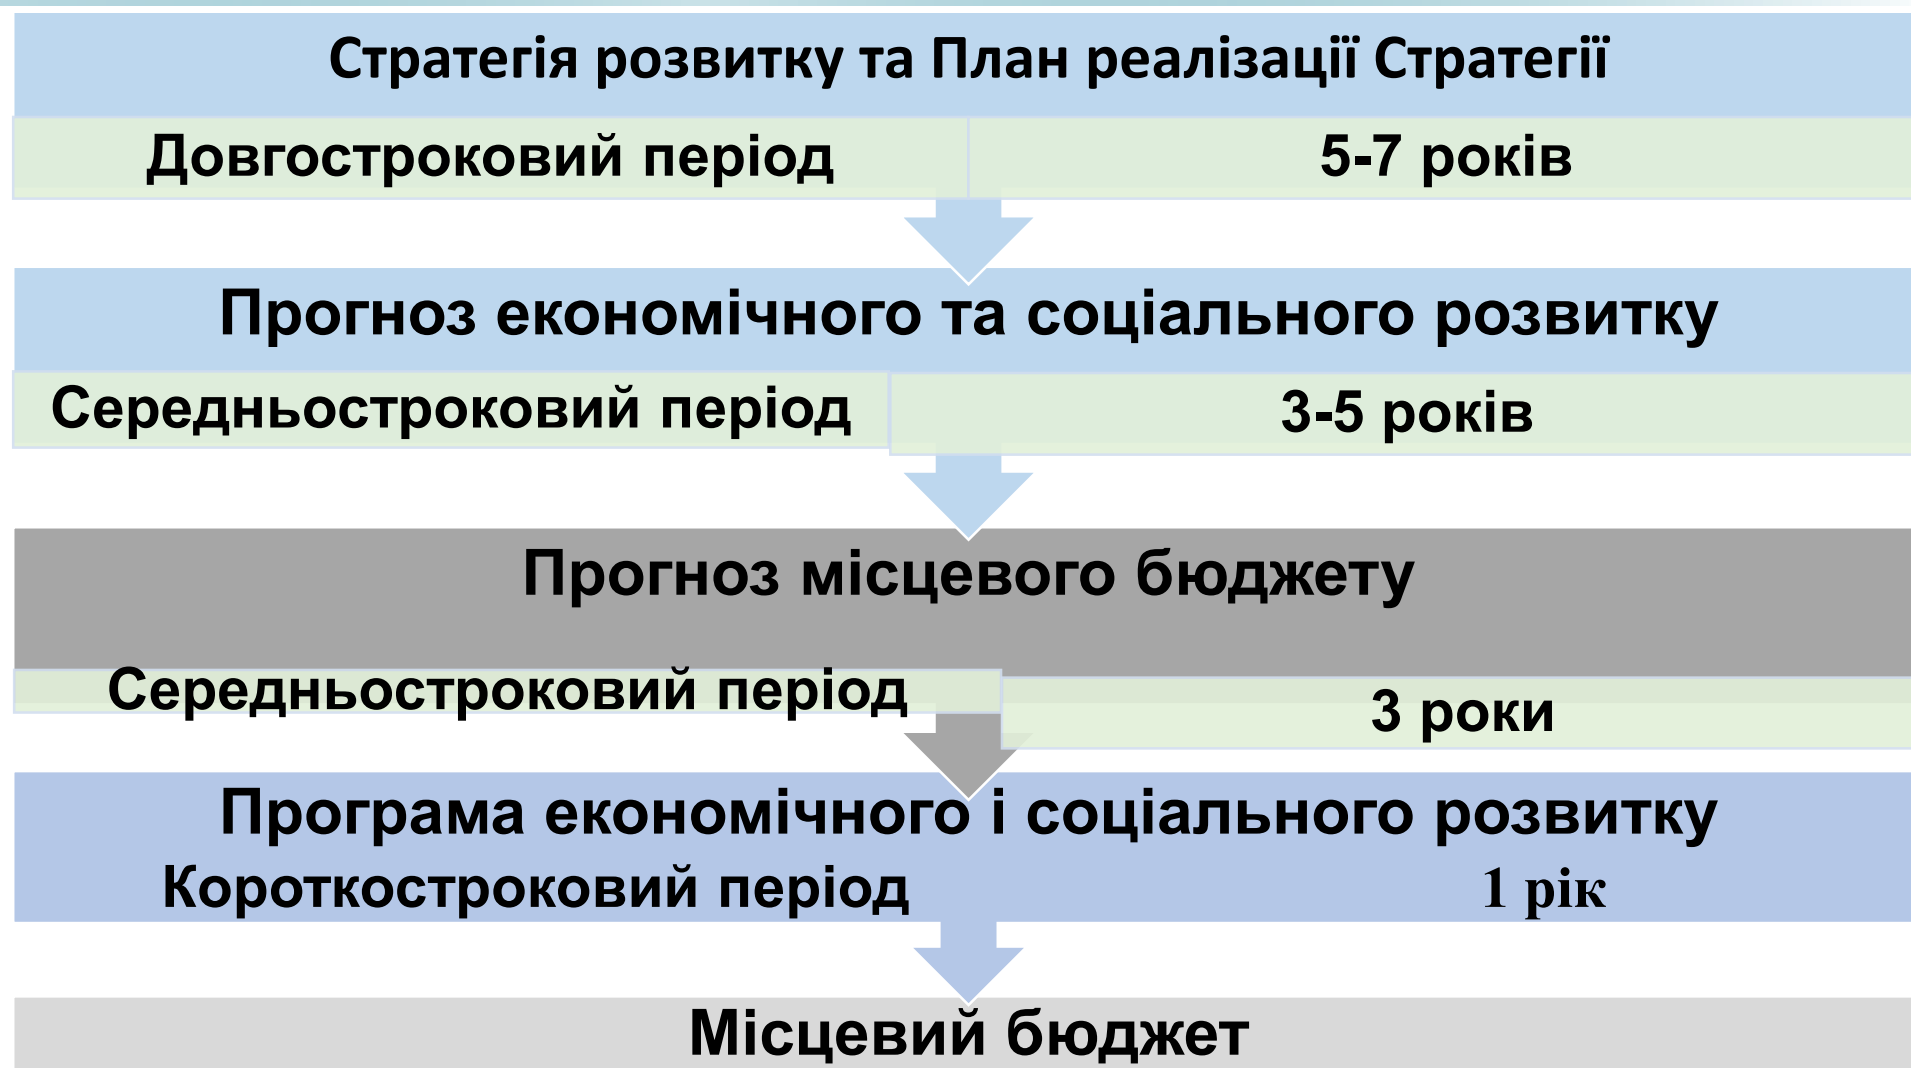 Стратегія розвитку та План реалізації Стратегії
Довгостроковий період 5-7 років
Прогноз економічного та соціального розвитку
Середньостроковий період 3-5 років
Прогноз місцевого бюджету
Середньостроковий період 3 роки
Програма економічного і соціального розвитку
Короткостроковий період 1 рік
Місцевий бюджет